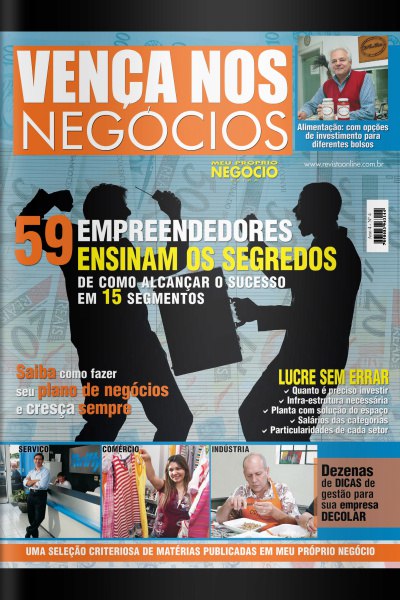 VENÇA NOS
NEGÓCIOS
Alimentação: com opções
de investimento para
diferentes bolsos
MEU PRÓPRIO
NEGÓCIO
www.revistaonline.com.br
Ano 4 - nº 4
59 EMPREENDEDORES
ENSINAM OS SEGREDOS
DE COMO ALCANÇAR O SUCESSO
EM 15 SEGMENTOS
Saiba como fazer
seu plano de negócios
e cresça sempre
LUCRE SEM ERRAR
✓ Quanto é preciso investir
✓ Infra-estrutura necessária
✓ Planta com solução do espaço
✓ Salários das categorias
✓ Particularidades de cada setor
SERVIÇO
COMÉRCIO
INDÚSTRIA
Dezenas
de DICAS de
gestão para
sua empresa
DECOLAR
UMA SELEÇÃO CRITERIOSA DE MATÉRIAS PUBLICADAS EM MEU PRÓPRIO NEGÓCIO